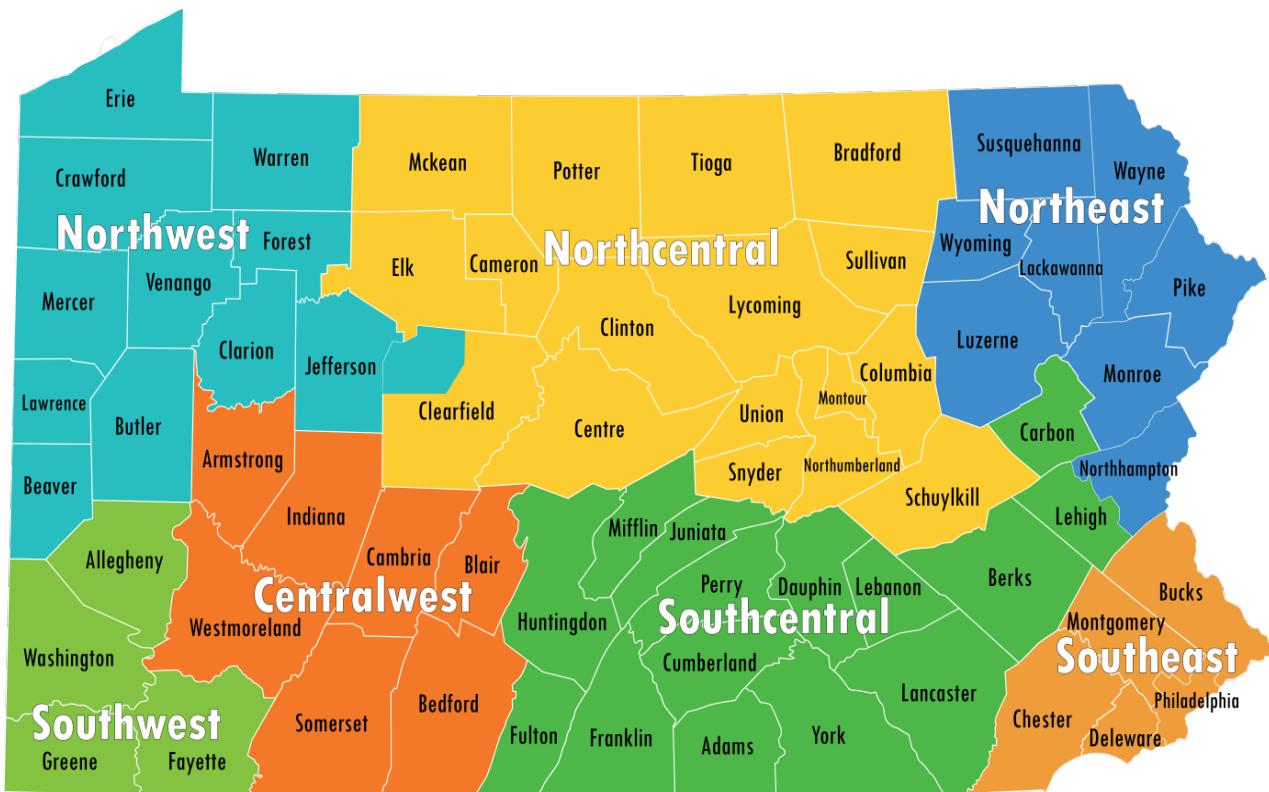 Erie
Warren
Mckean
Potter
Tioga
Bradford
Susquehanna
Wayne
Crawford
Northwest
Forest
Venango
Mercer
Elk
Cameron
Northcentral
Sullivan
Lycoming
Northeast
Wyoming
Lackawanna
Pike
Clarion
Jefferson
Clinton
Luzerne
Monroe
Lawrence
Butler
Beaver
Clearfield
Centre
Union
Montour
Columbia
Carbon
Armstrong
Snyder
Northumberland
Schuylkill
Northhampton
Indiana
Allegheny
Cambria
Blair
Centralwest
Westmoreland
Mifflin
Juniata
Perry
Dauphin
Lebanon
Southcentral
Berks
Lehigh
Bucks
Huntingdon
Montgomery
Southeast
Washington
Southwest
Greene
Fayette
Somerset
Bedford
Fulton
Franklin
Cumberland
Adams
York
Lancaster
Chester
Philadelphia
Deleware